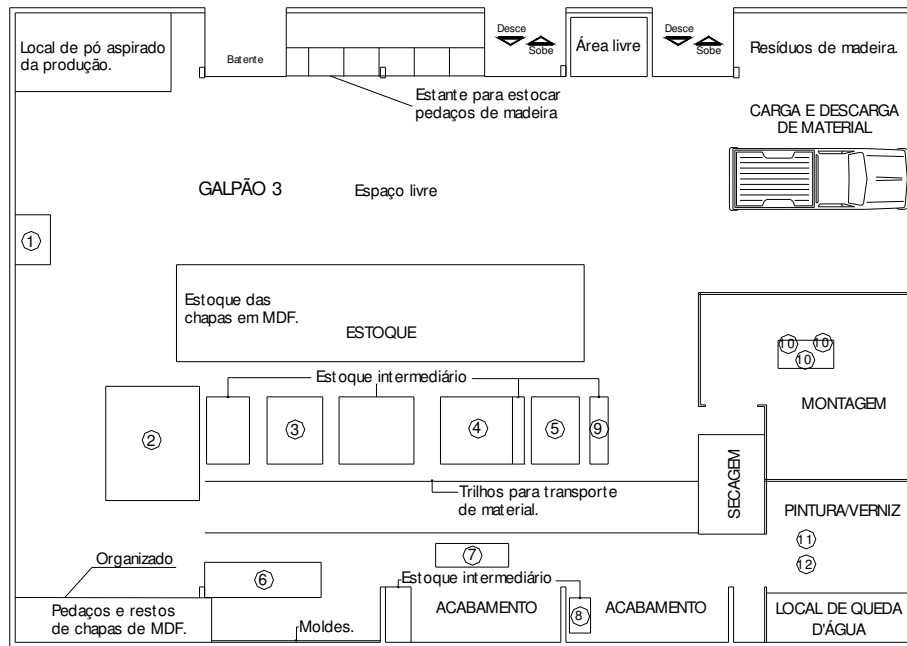 Local de pó aspirado
da produção.
Batente
Desce
Sobe
Área livre
Desce
Sobe
Resíduos de madeira.
Estante para estocar
pedaços de madeira
CARGA E DESCARGA
DE MATERIAL
GALPÃO 3
Espaço livre
1
Estoque das
chapas em MDF.
ESTOQUE
10
10
10
Estoque intermediário
MONTAGEM
2
3
4
5
9
SECAGEM
Trilhos para transporte
de material.
PINTURA/VERNIZ
11
12
Organizado
7
6
Estoque intermediário
Pedaços e restos
de chapas de MDF.
Moldes.
ACABAMENTO
8
ACABAMENTO
LOCAL DE QUEDA
D'ÁGUA